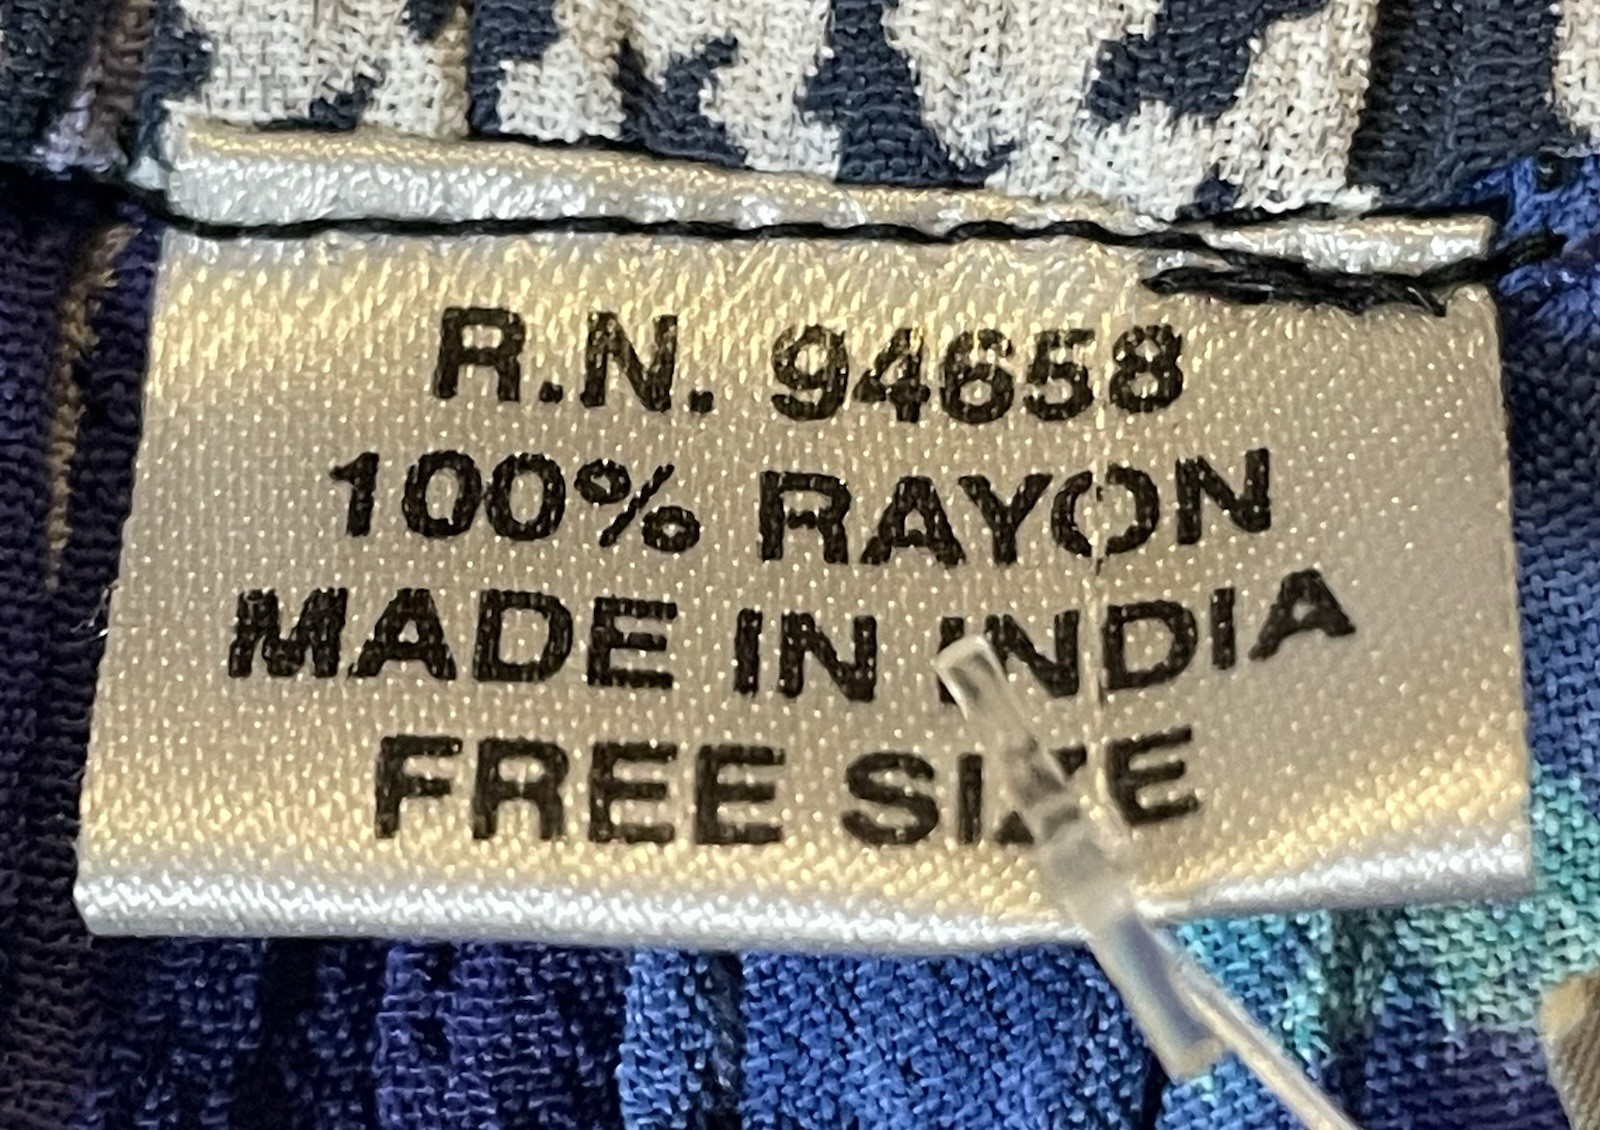 R.N. 94658
100% RAYON
MADE IN INDIA
FREE SIZE